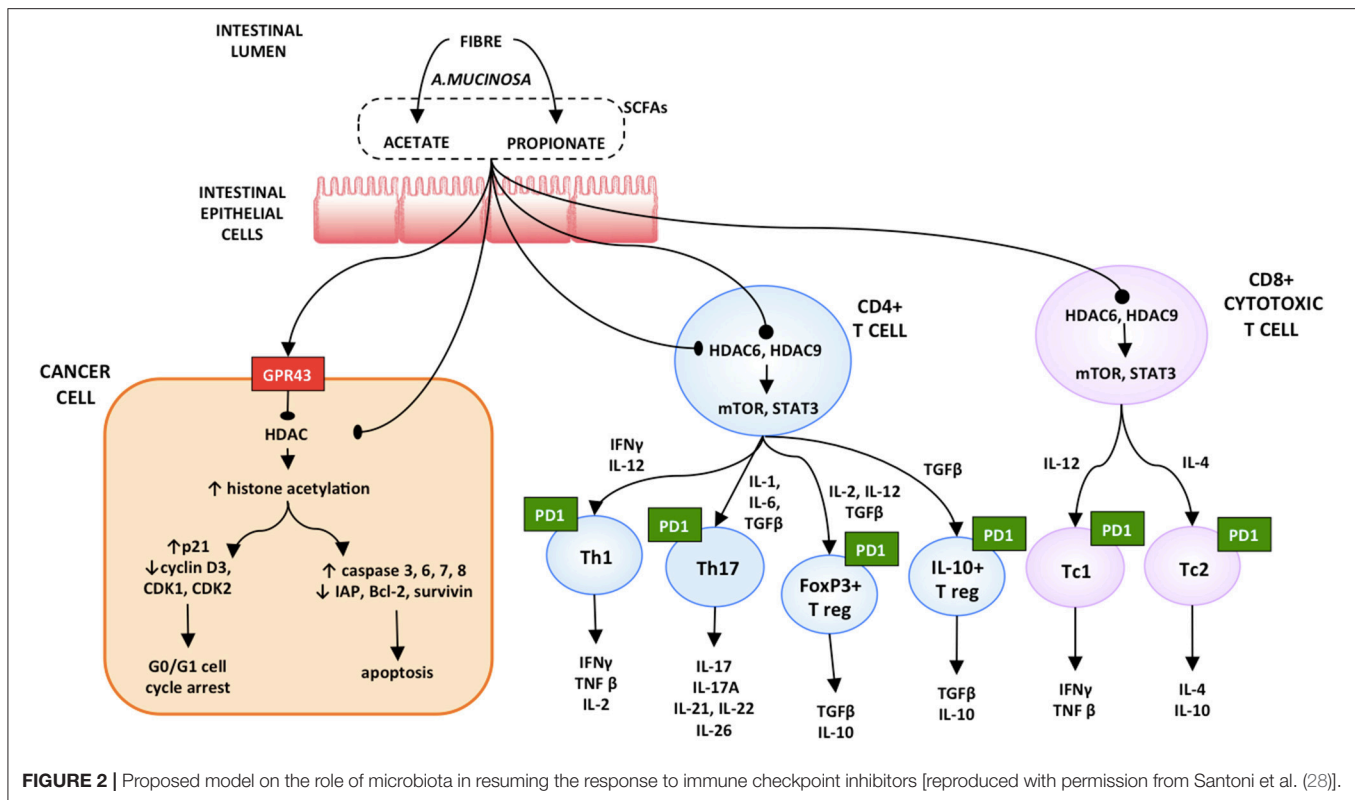 INTESTINAL
LUMEN
FIBRE
A.MUCINOSA
SCFAs
ACETATE
PROPIONATE
INTESTINAL
EPITHELIAL
CELLS
CANCER
CELL
GPR43
HDAC
↑ histone acetylation
↑p21
↓cyclin D3,
CDK1, CDK2
↑ caspase 3, 6, 7, 8
↓ IAP, Bcl-2, survivin
G0/G1 cell
cycle arrest
apoptosis
CD4+
T CELL
HDAC6, HDAC9
mTOR, STAT3
IFNγ
IL-12
IL-1,
IL-6,
TGFβ
IL-2, IL-12
TGFβ
TGFβ
PD1
Th1
PD1
Th17
PD1
FoxP3+
T reg
PD1
IL-10+
T reg
IFNγ
TNF β
IL-2
IL-17
IL-17A
IL-21, IL-22
IL-26
TGFβ
IL-10
TGFβ
IL-10
CD8+
CYTOTOXIC
T CELL
HDAC6, HDAC9
mTOR, STAT3
IL-12
IL-4
PD1
Tc1
PD1
Tc2
IFNγ
TNF β
IL-4
IL-10
FIGURE 2 | Proposed model on the role of microbiota in resuming the response to immune checkpoint inhibitors [reproduced with permission from Santoni et al. (28)].